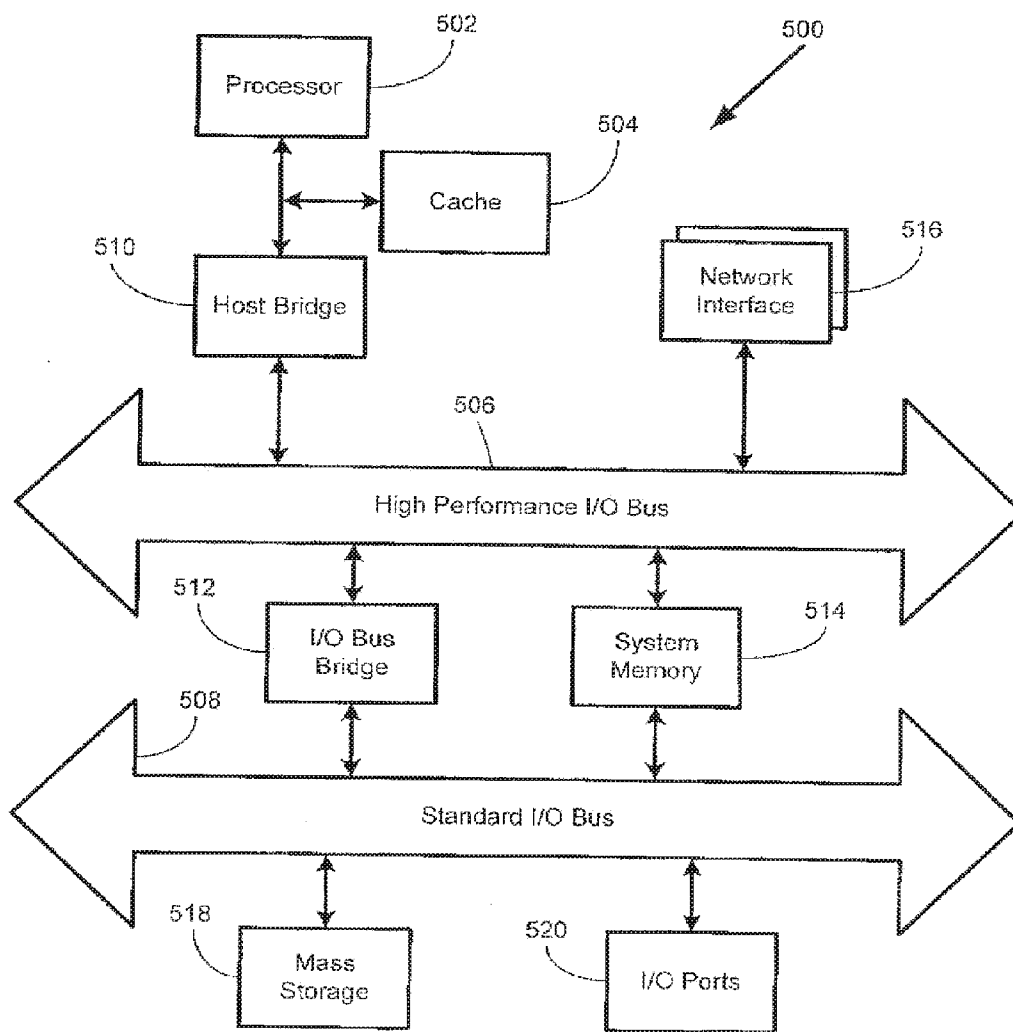 502
500
Processor
504
Cache
510
516
Network
Interface
Host Bridge
506
High Performance I/O Bus
512
514
I/O Bus
Bridge
System
Memory
508
Standard I/O Bus
518
520
Mass
Storage
I/O Ports